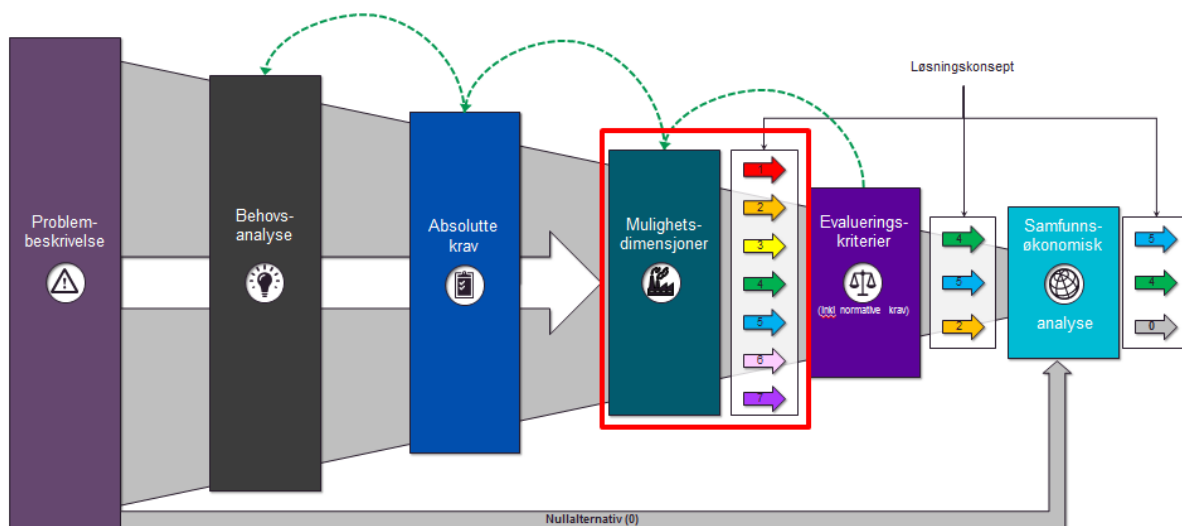 Løsningskonsept
Problem-
beskrivelse
Behovs-
analyse
Absolutte
krav
Mulighets-
dimensjoner
1
2
3
4
5
6
7
Evaluerings-
kriterier
(Inkl normative krav)
4
5
2
Samfunns-
økonomisk
analyse
5
4
0
Nullalternativ (0)